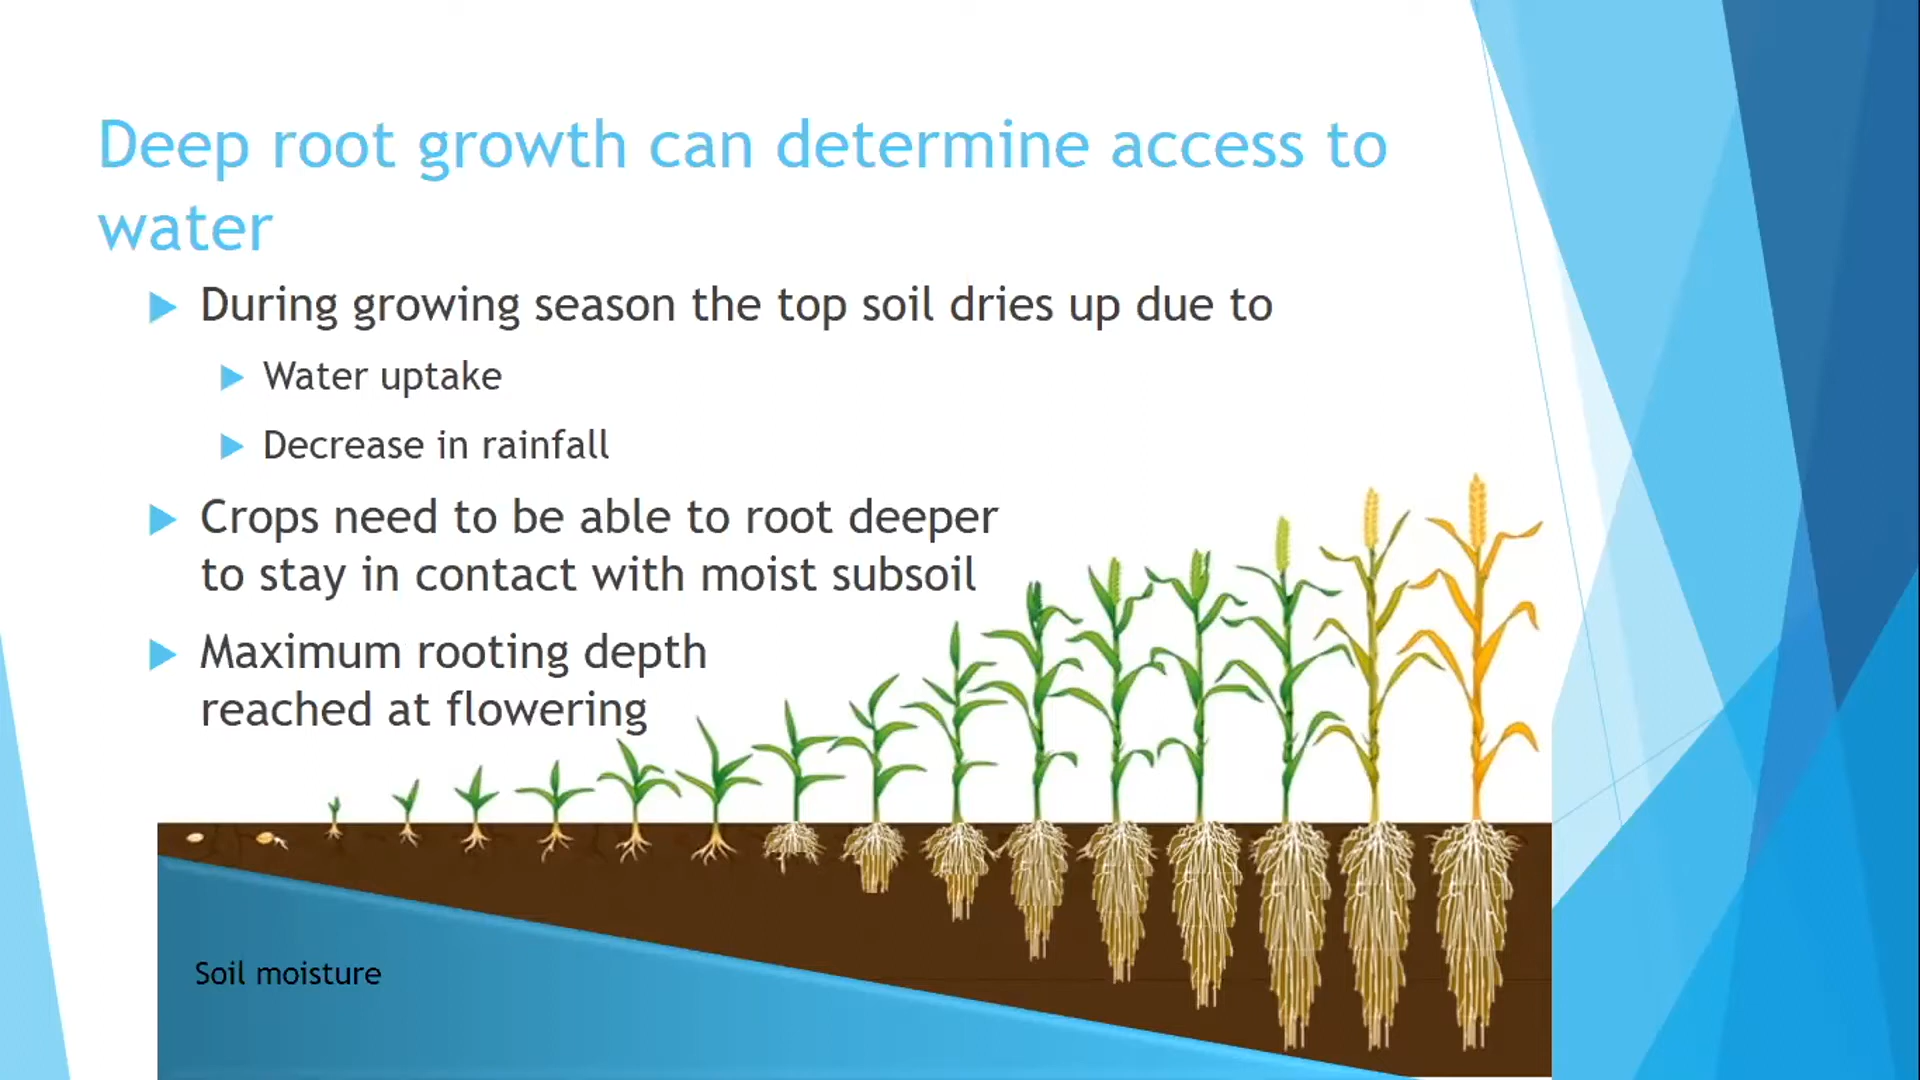 Deep root growth can determine access to
water
During growing season the top soil dries up due to
Water uptake
Decrease in rainfall
Crops need to be able to root deeper
to stay in contact with moist subsoil
Maximum rooting depth
reached at flowering
Soil moisture